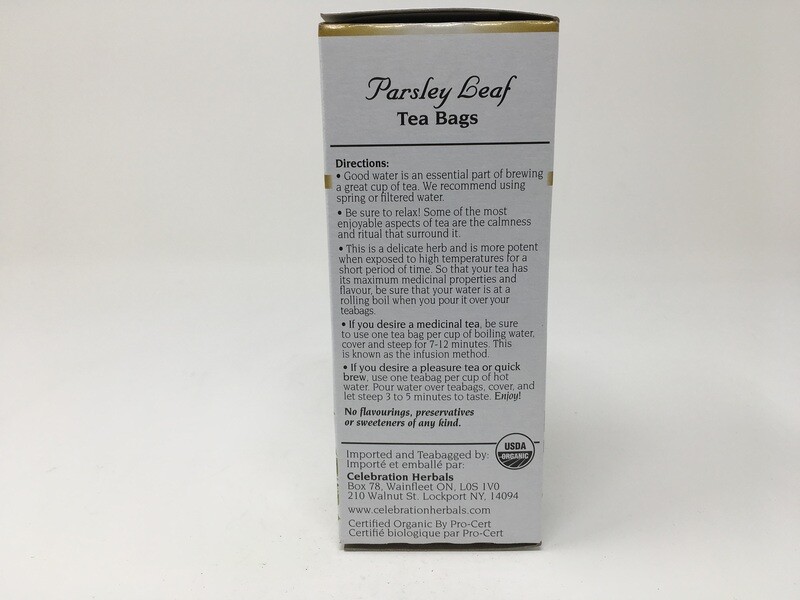 Parsley Leaf
Tea Bags
Directions:
• Good water is an essential part of brewing
a great cup of tea. We recommend using
spring or filtered water.
• Be sure to relax! Some of the most
enjoyable aspects of tea are the calmness
and ritual that surround it.
• This is a delicate herb and is more potent
when exposed to high temperatures for a
short period of time. So that your tea has
its maximum medicinal properties and
flavour, be sure that your water is at a
rolling boil when you pour it over your
teabags.
• If you desire a medicinal tea, be sure
to use one tea bag per cup of boiling water,
cover and steep for 7-12 minutes. This
is known as the infusion method.
• If you desire a pleasure tea or quick
brew, use one teabag per cup of hot
water. Pour water over teabags, cover, and
let steep 3 to 5 minutes to taste. Enjoy!
No flavourings, preservatives
or sweeteners of any kind.
USDA
ORGANIC
Imported and Teabagged by:
Importé et emballé par:
Celebration Herbals
Box 78, Wainfleet ON, L0S 1V0
210 Walnut St. Lockport NY, 14094
www.celebrationherbals.com
Certified Organic By Pro-Cert
Certifié biologique par Pro-Cert